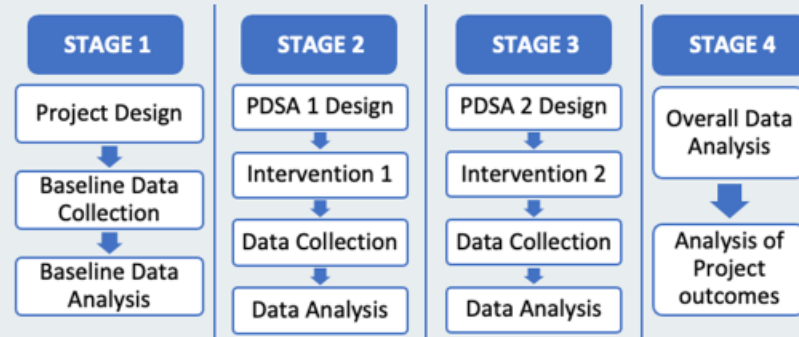 STAGE 1
Project Design
Baseline Data
Collection
Baseline Data
Analysis
STAGE 2
PDSA 1 Design
Intervention 1
Data Collection
Data Analysis
STAGE 3
PDSA 2 Design
Intervention 2
Data Collection
Data Analysis
STAGE 4
Overall Data
Analysis
Analysis of
Project
outcomes